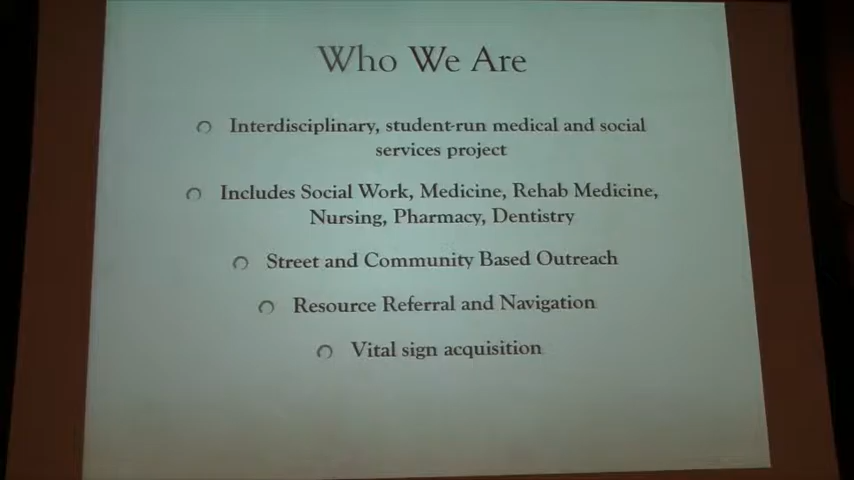 Who We Are
Interdisciplinary, student-run medical and social
services project
Includes Social Work, Medicine, Rehab Medicine,
Nursing, Pharmacy, Dentistry
Street and Community Based Outreach
Resource Referral and Navigation
Vital sign acquisition